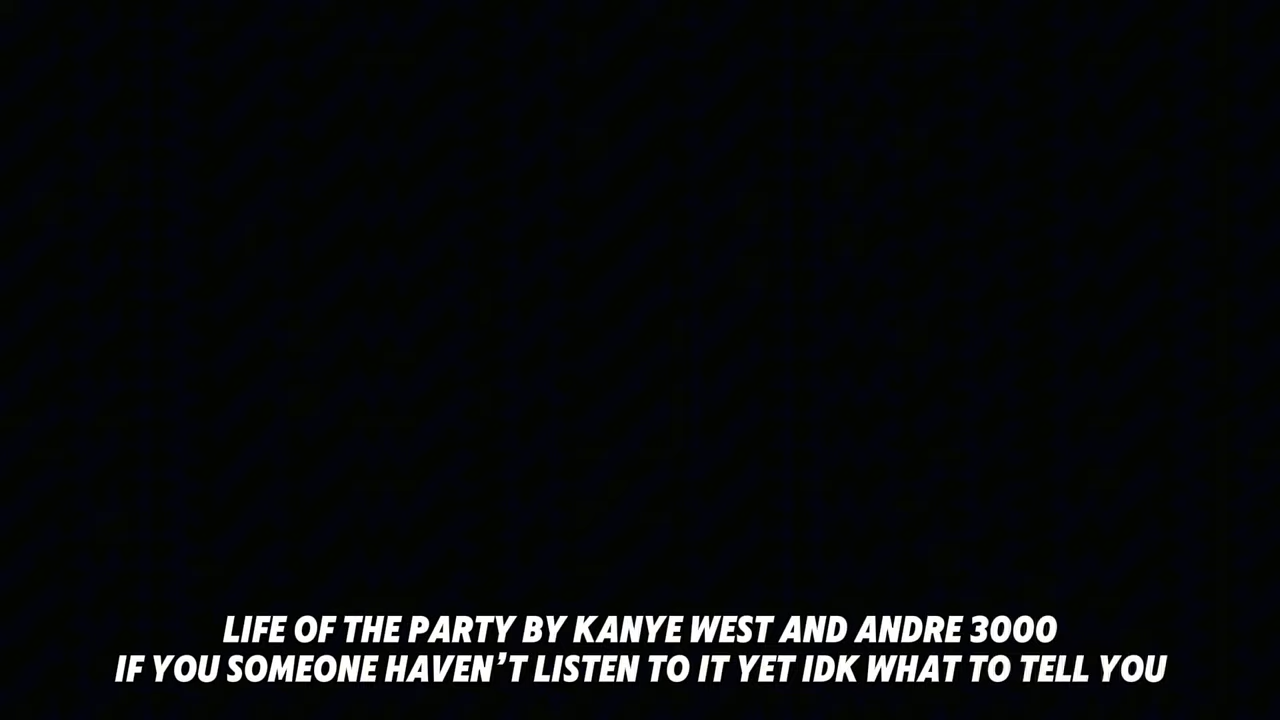 LIFE OF THE PARTY BY KANYE WEST AND ANDRE 3000
IF YOU SOMEONE HAVEN’T LISTEN TO IT YET IDK WHAT TO TELL YOU